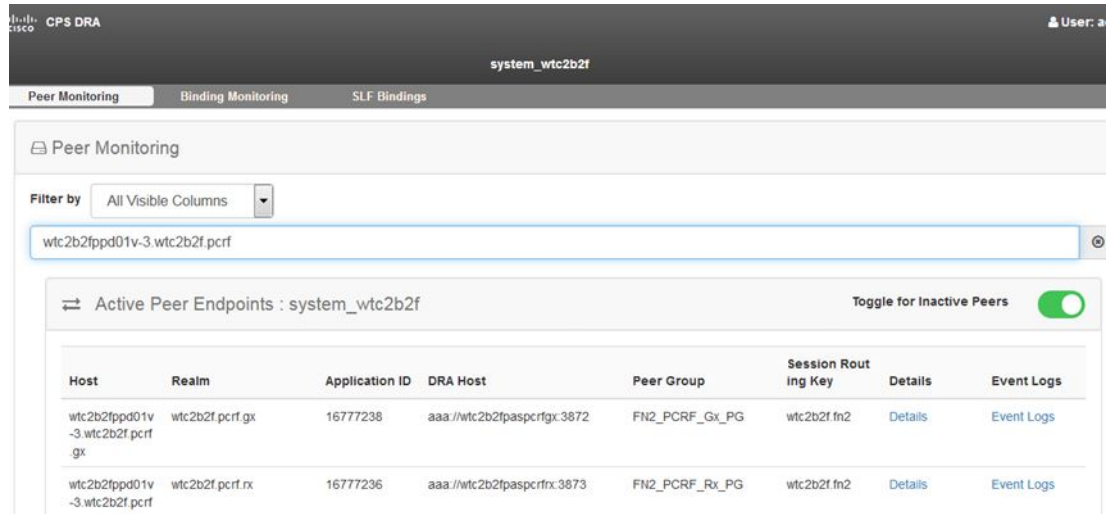 cisco CPS DRA User: a
system_wtc2b2f
Peer Monitoring Binding Monitoring SLF Bindings
Peer Monitoring
Filter by All Visible Columns
wtc2b2fppd01v-3.wtc2b2f.pcrf
Active Peer Endpoints : system_wtc2b2f Toggle for Inactive Peers
Session Rout
Host Realm Application ID DRA Host Peer Group ing Key Details Event Logs
wtc2b2fppd01v wtc2b2f.pcrf.gx 16777238 aaa://wtc2b2fpaspcrfgx:3872 FN2_PCRF_Gx_PG wtc2b2f.fn2 Details Event Logs
-3.wtc2b2f.pcrf
.gx
wtc2b2fppd01v wtc2b2f.pcrf.rx 16777236 aaa://wtc2b2fpaspcrfrx:3873 FN2_PCRF_Rx_PG wtc2b2f.fn2 Details Event Logs
-3.wtc2b2f.pcrf